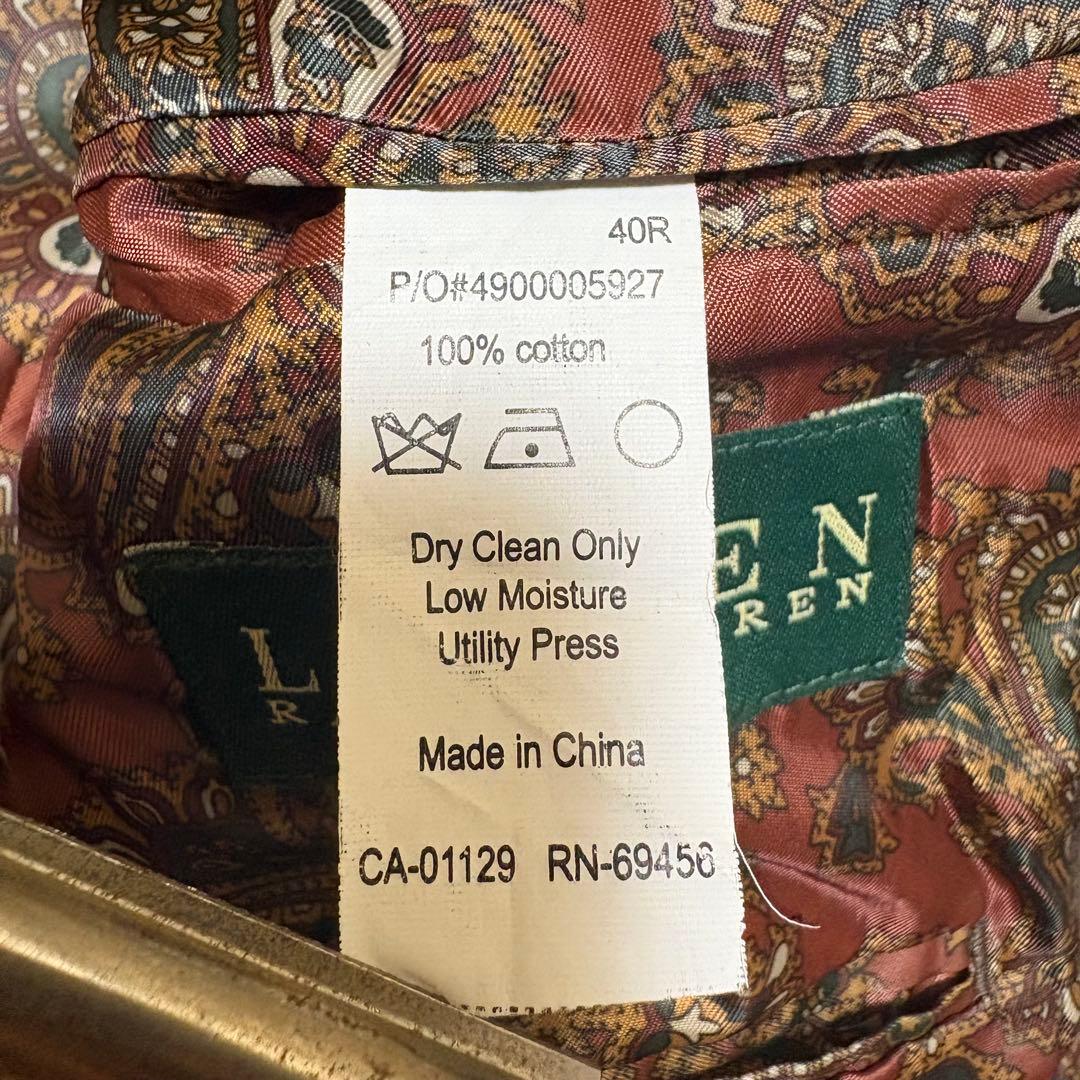 40R
P/O#4900005927
100% cotton
Dry Clean Only
Low Moisture
Utility Press
Made in China
CA-01129 RN-69456
L EN
R REN